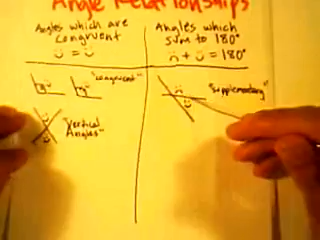 Angle Relationships
Angles which are
congruent
☺ = ☺
Angles which
sum to 180°
☹ + ☺ = 180°
"congruent"
"supplementary"
"Vertical
Angles"